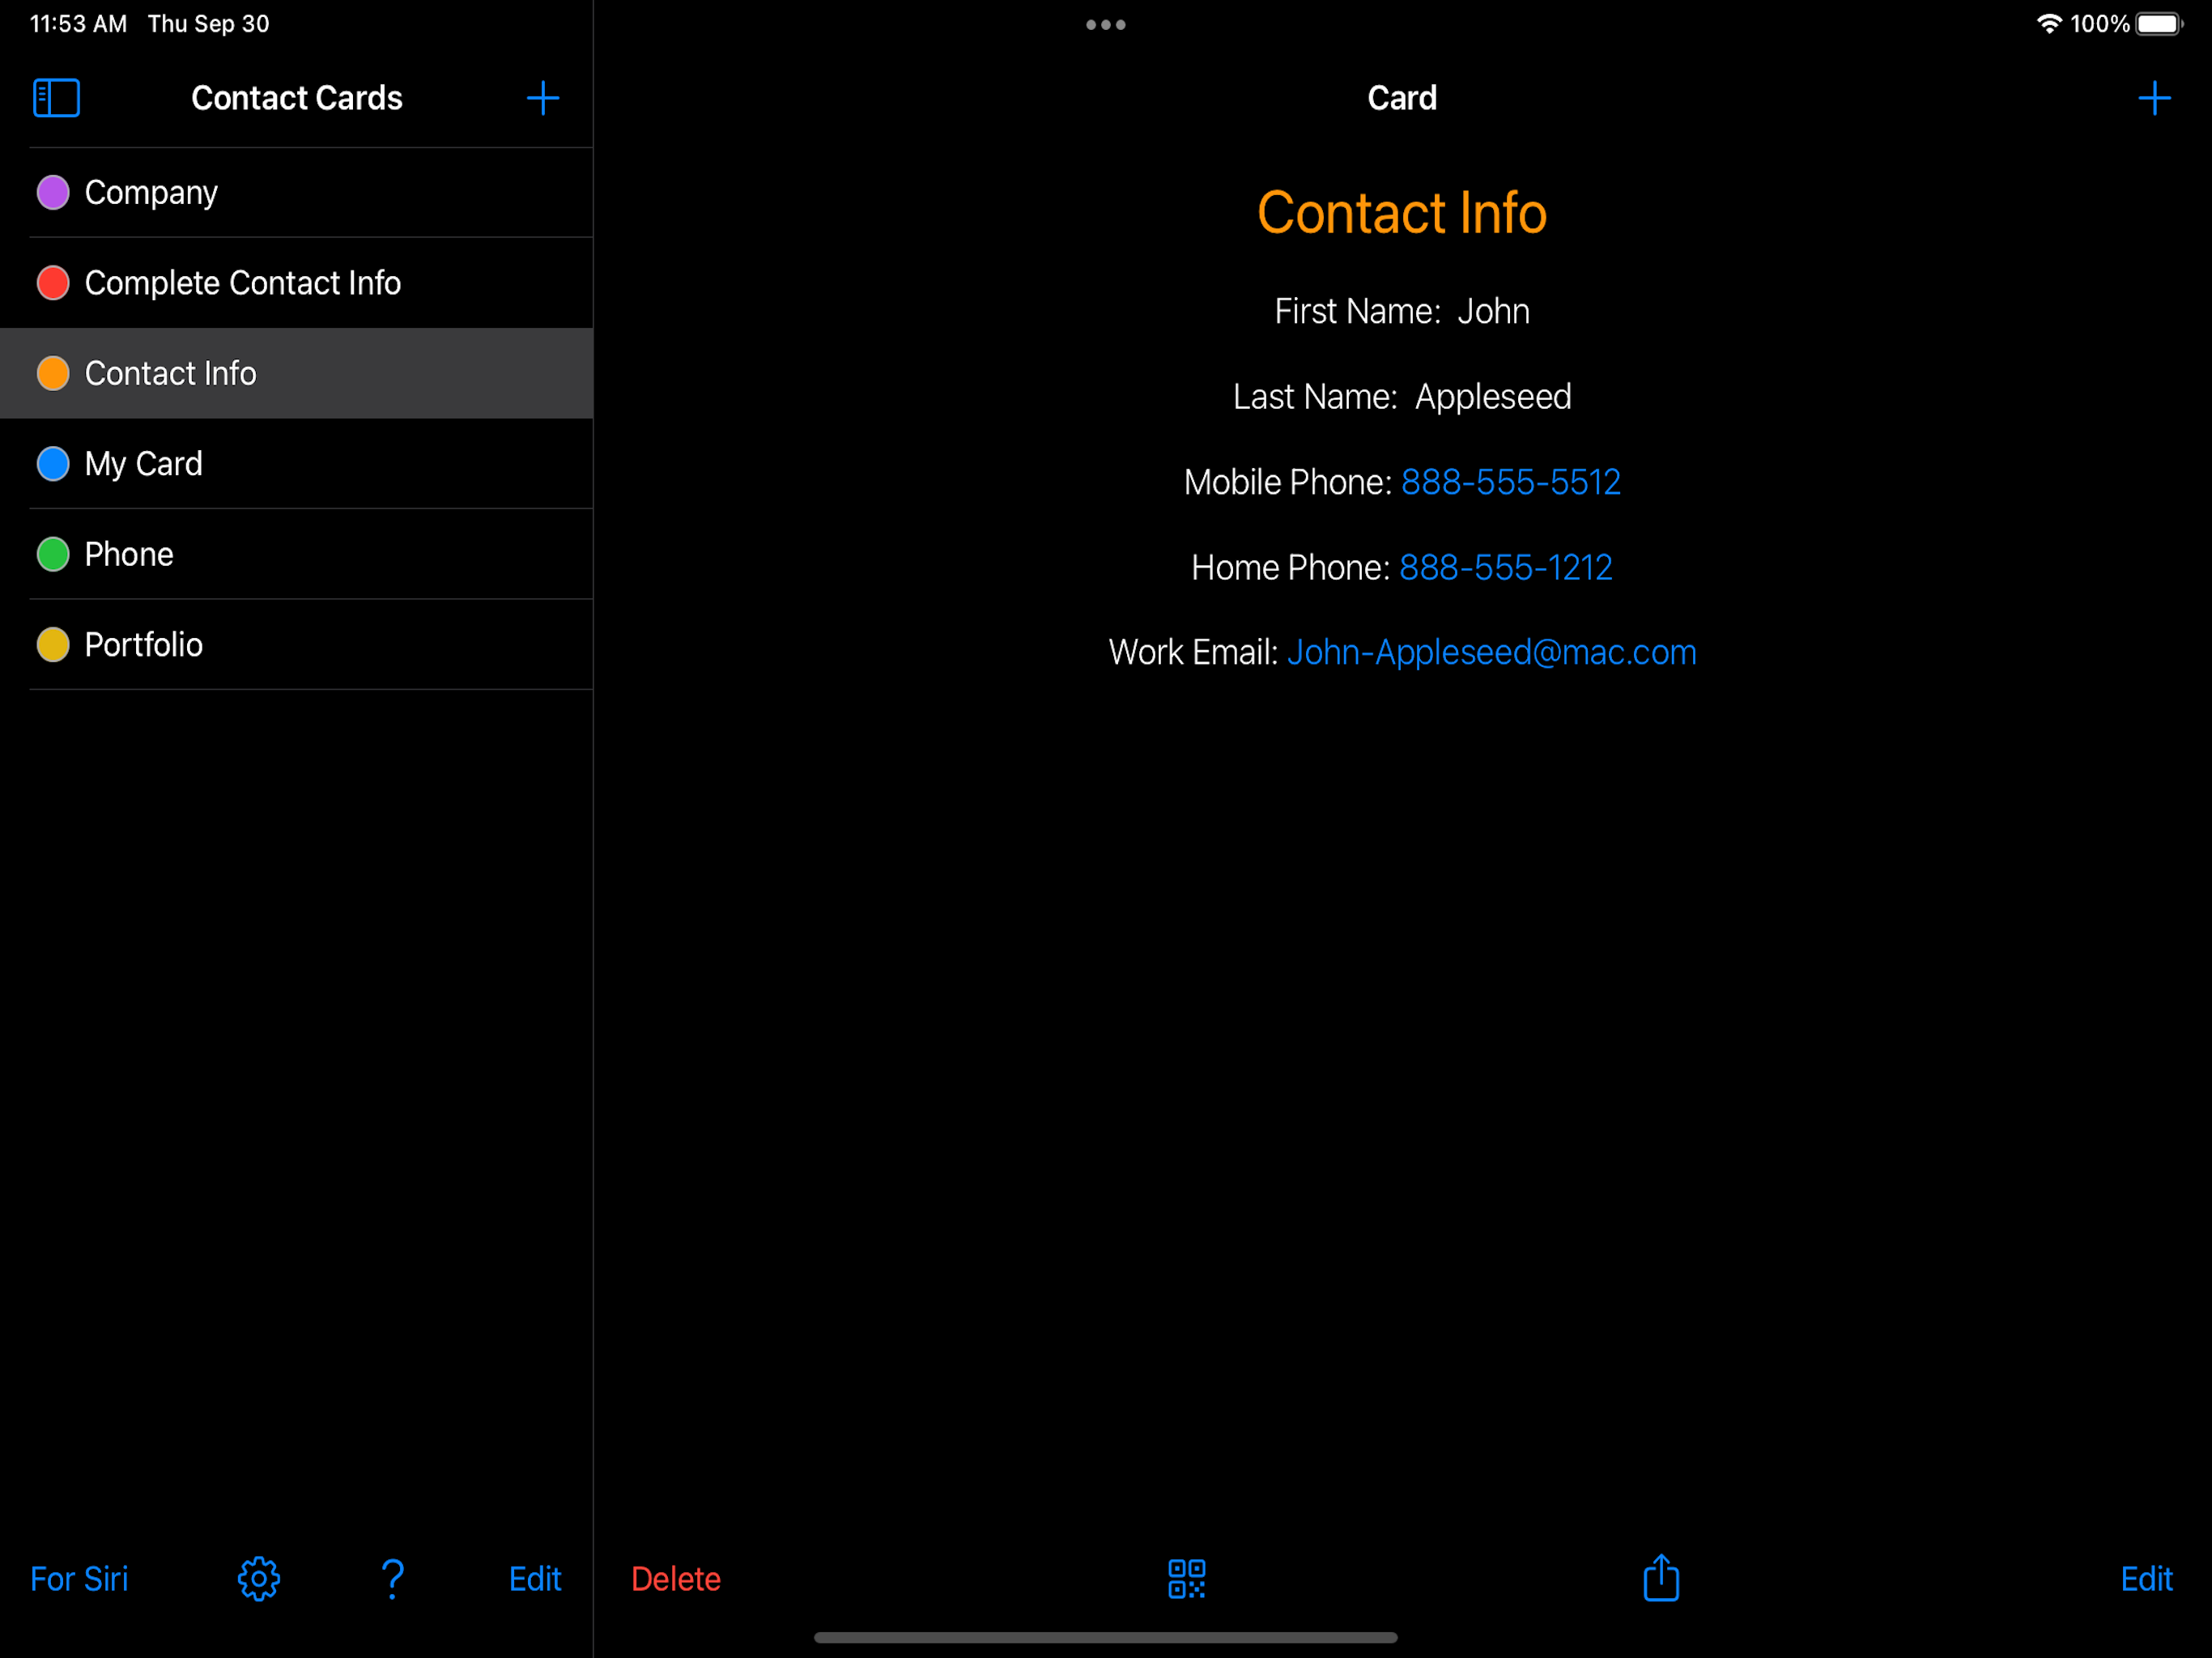 11:53 AM Thu Sep 30
100%
Contact Cards
Company
Complete Contact Info
Contact Info
My Card
Phone
Portfolio
For Siri
?
Edit
Card
Contact Info
First Name: John
Last Name: Appleseed
Mobile Phone: 888-555-5512
Home Phone: 888-555-1212
Work Email: John-Appleseed@mac.com
Delete
Edit